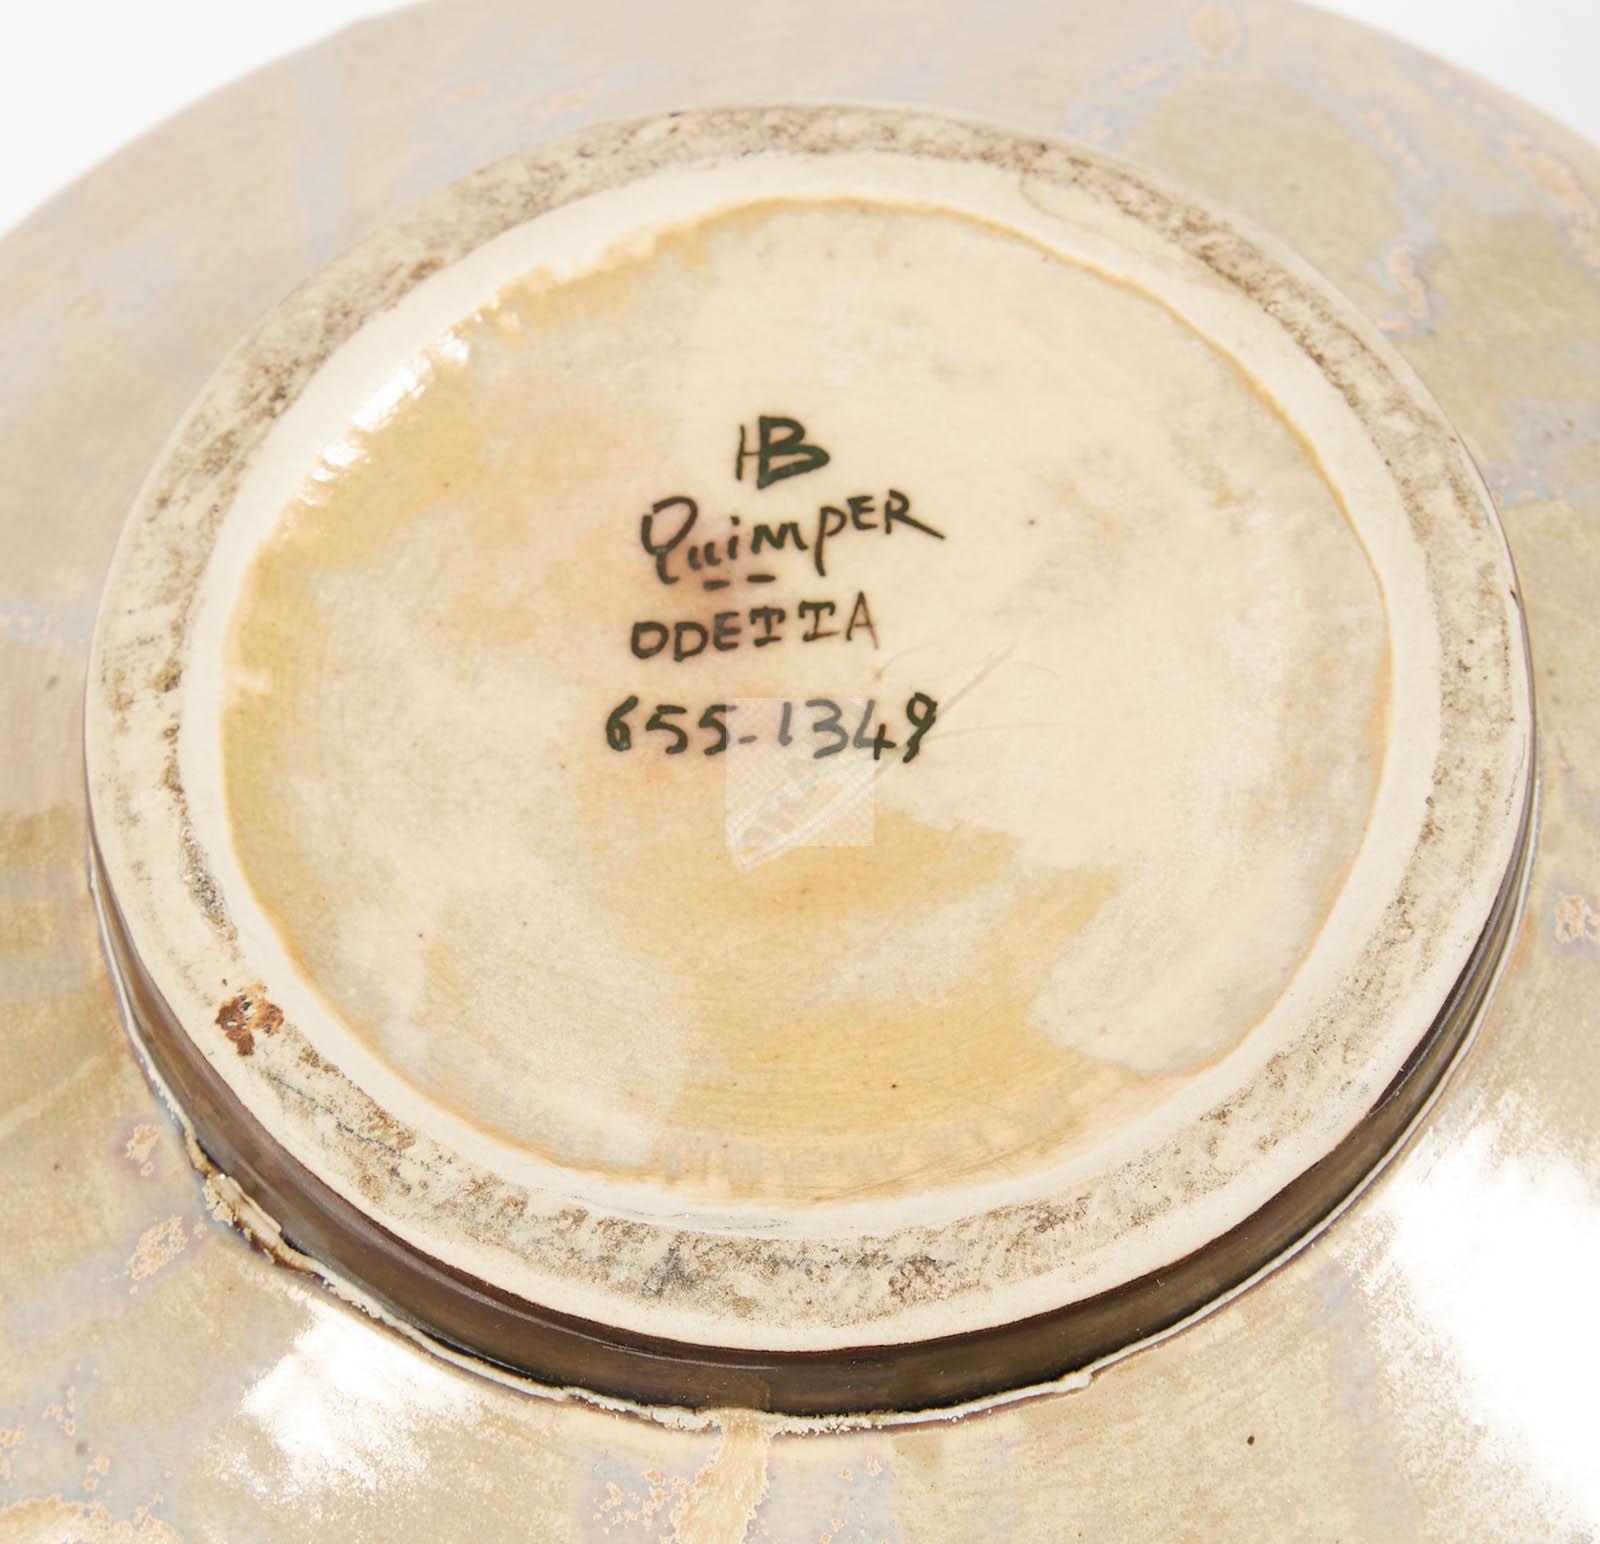 HB
Quimper
ODETTA
655-1349